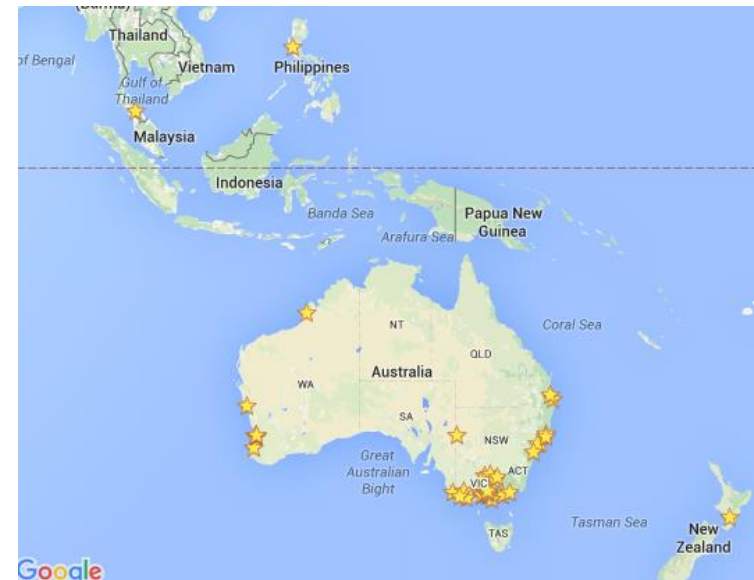 (Burma)
Thailand
of Bengal
Vietnam
Philippines
Gulf of
Thailand
Malaysia
Indonesia
Banda Sea
Papua New
Guinea
Arafura Sea
Coral Sea
NT
QLD
Australia
WA
SA
NSW
Great
Australian
Bight
VIC
ACT
TAS
Tasman Sea
New
Zealand
Google